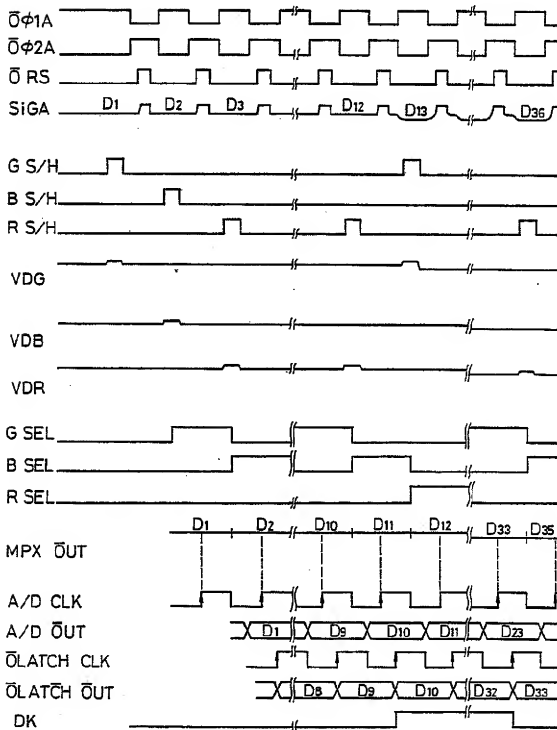 Ōφ1A
Ōφ2A
Ō RS
SiGA D1 D2 D3 D12 D13 D36
G S/H
B S/H
R S/H
VDG
VDB
VDR
G SEL
B SEL
R SEL
D1 D2 D10 D11 D12 D33 D35
MPX ŌUT
A/D CLK
A/D ŌUT D1 D9 D10 D11 D23
ŌLATCH CLK
ŌLATCH ŌUT D8 D9 D10 D32 D33
DK